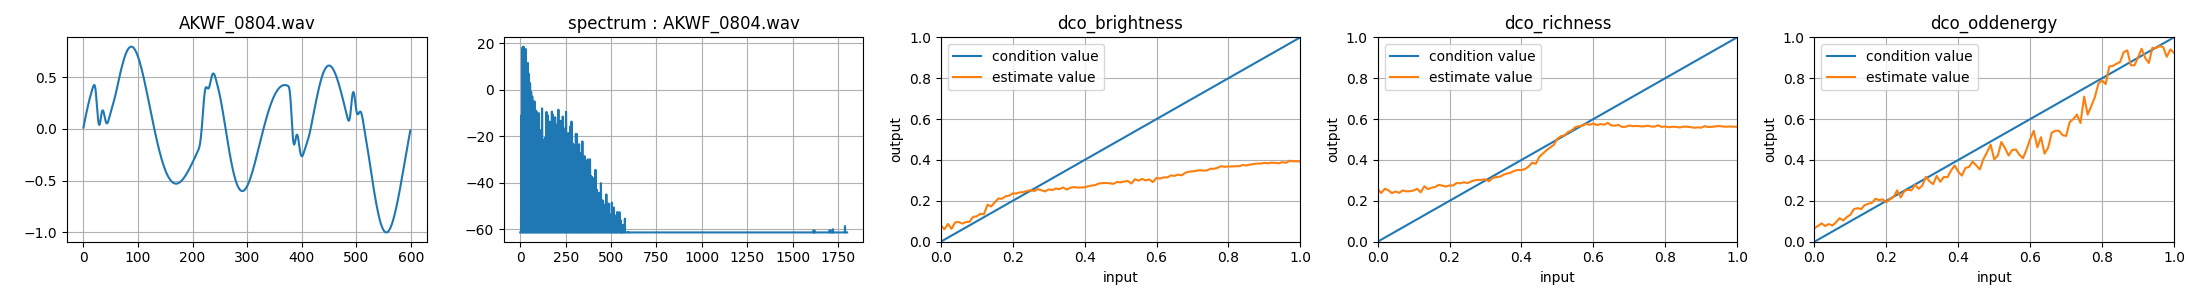 AKWF_0804.wav
0.5
0.0
−0.5
−1.0
0 100 200 300 400 500 600
spectrum : AKWF_0804.wav
20
0
−20
−40
−60
0 250 500 750 1000 1250 1500 1750
dco_brightness
condition value
estimate value
output
1.0
0.8
0.6
0.4
0.2
0.0
0.0 0.2 0.4 0.6 0.8 1.0
input
dco_richness
condition value
estimate value
output
1.0
0.8
0.6
0.4
0.2
0.0
0.0 0.2 0.4 0.6 0.8 1.0
input
dco_oddenergy
condition value
estimate value
output
1.0
0.8
0.6
0.4
0.2
0.0
0.0 0.2 0.4 0.6 0.8 1.0
input